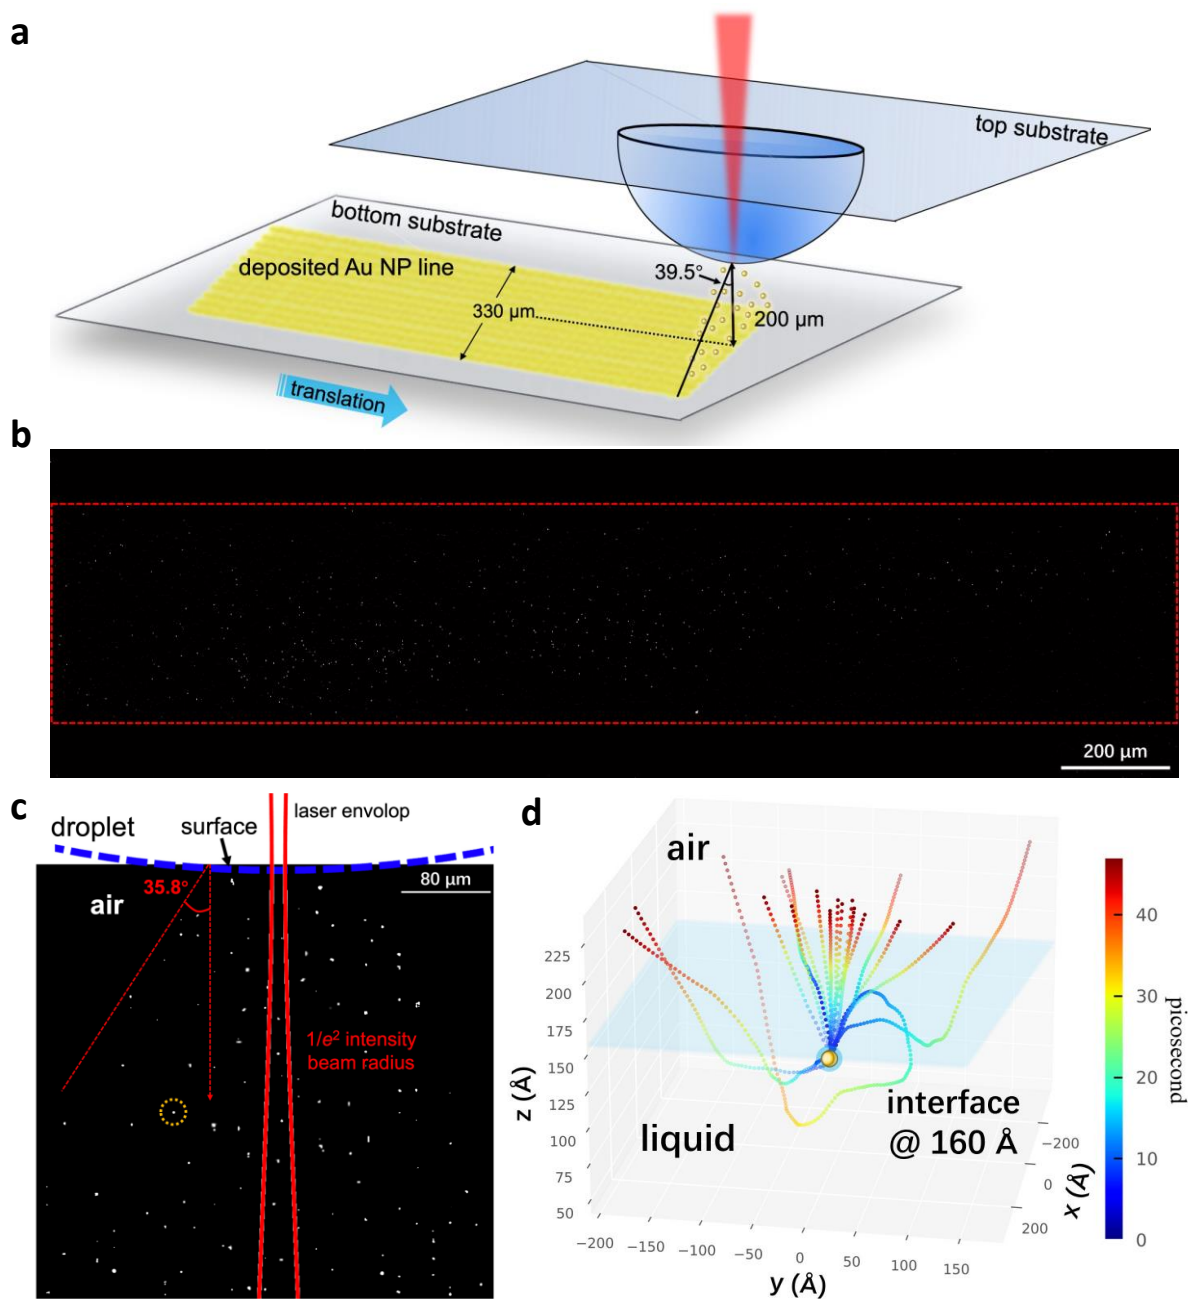 a
top substrate
bottom substrate
deposited Au NP line
39.5°
330 µm
200 µm
translation
b
200 µm
c
laser envolop
droplet
surface
80 µm
35.8°
air
1/e² intensity
beam radius
d
air
liquid
interface
@ 160 Å
z (Å)
225
200
175
150
125
100
75
50
−200
−150
−100
−50
0
50
100
150
y (Å)
−200
0
200
x (Å)
40
30
20
10
0
picosecond